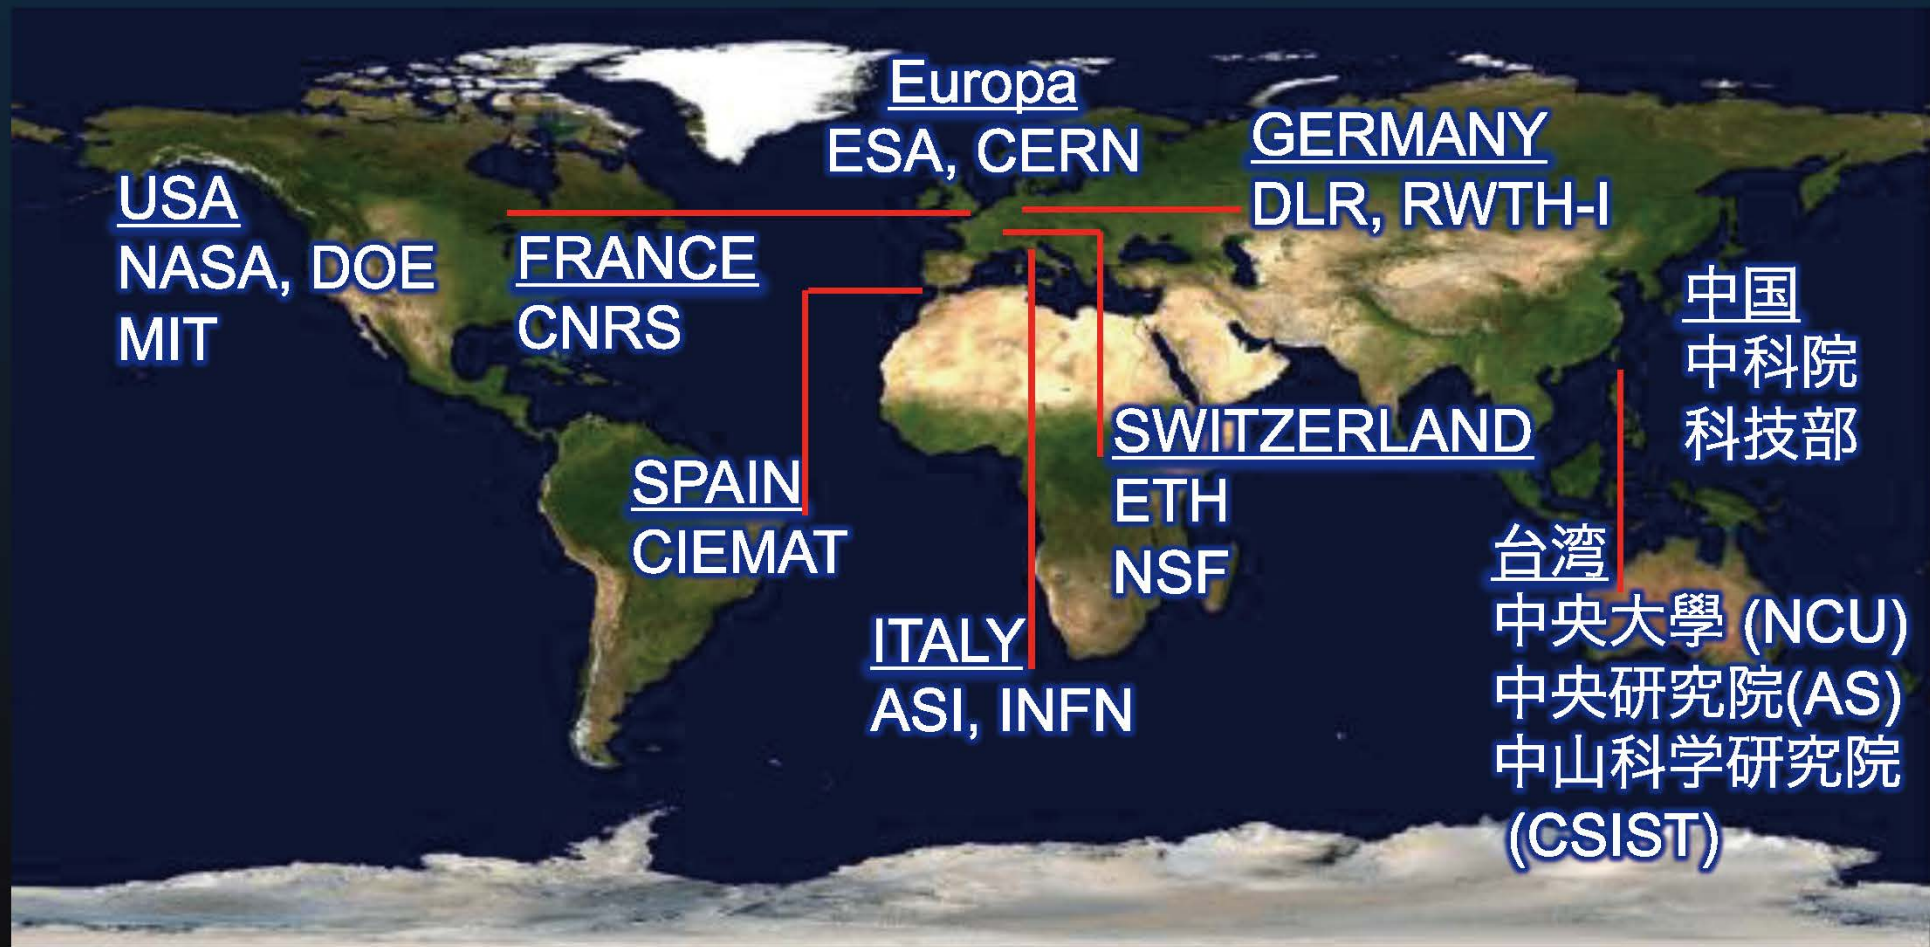 Europa
ESA, CERN
GERMANY
DLR, RWTH-I
USA
NASA, DOE
MIT
FRANCE
CNRS
中国
中科院
科技部
SPAIN
CIEMAT
SWITZERLAND
ETH
NSF
ITALY
ASI, INFN
台湾
中央大學 (NCU)
中央研究院(AS)
中山科学研究院
(CSIST)